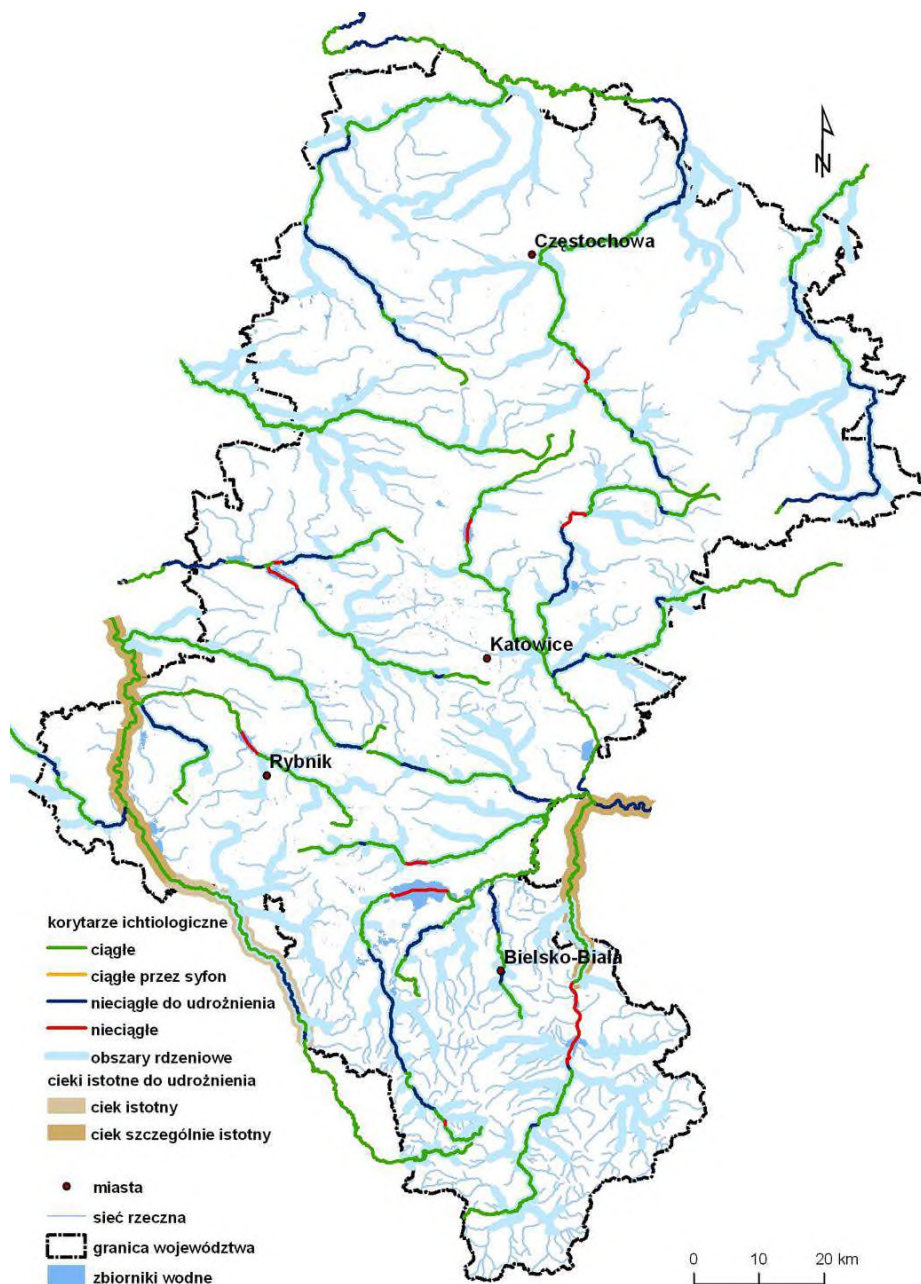 N
Częstochowa
Katowice
Rybnik
Bielsko-Biała
korytarze ichtiologiczne
ciągłe
ciągłe przez syfon
nieciągłe do udrożnienia
nieciągłe
obszary rdzeniowe
cieki istotne do udrożnienia
ciek istotny
ciek szczególnie istotny
miasta
sieć rzeczna
granica województwa
zbiorniki wodne
0 10 20 km